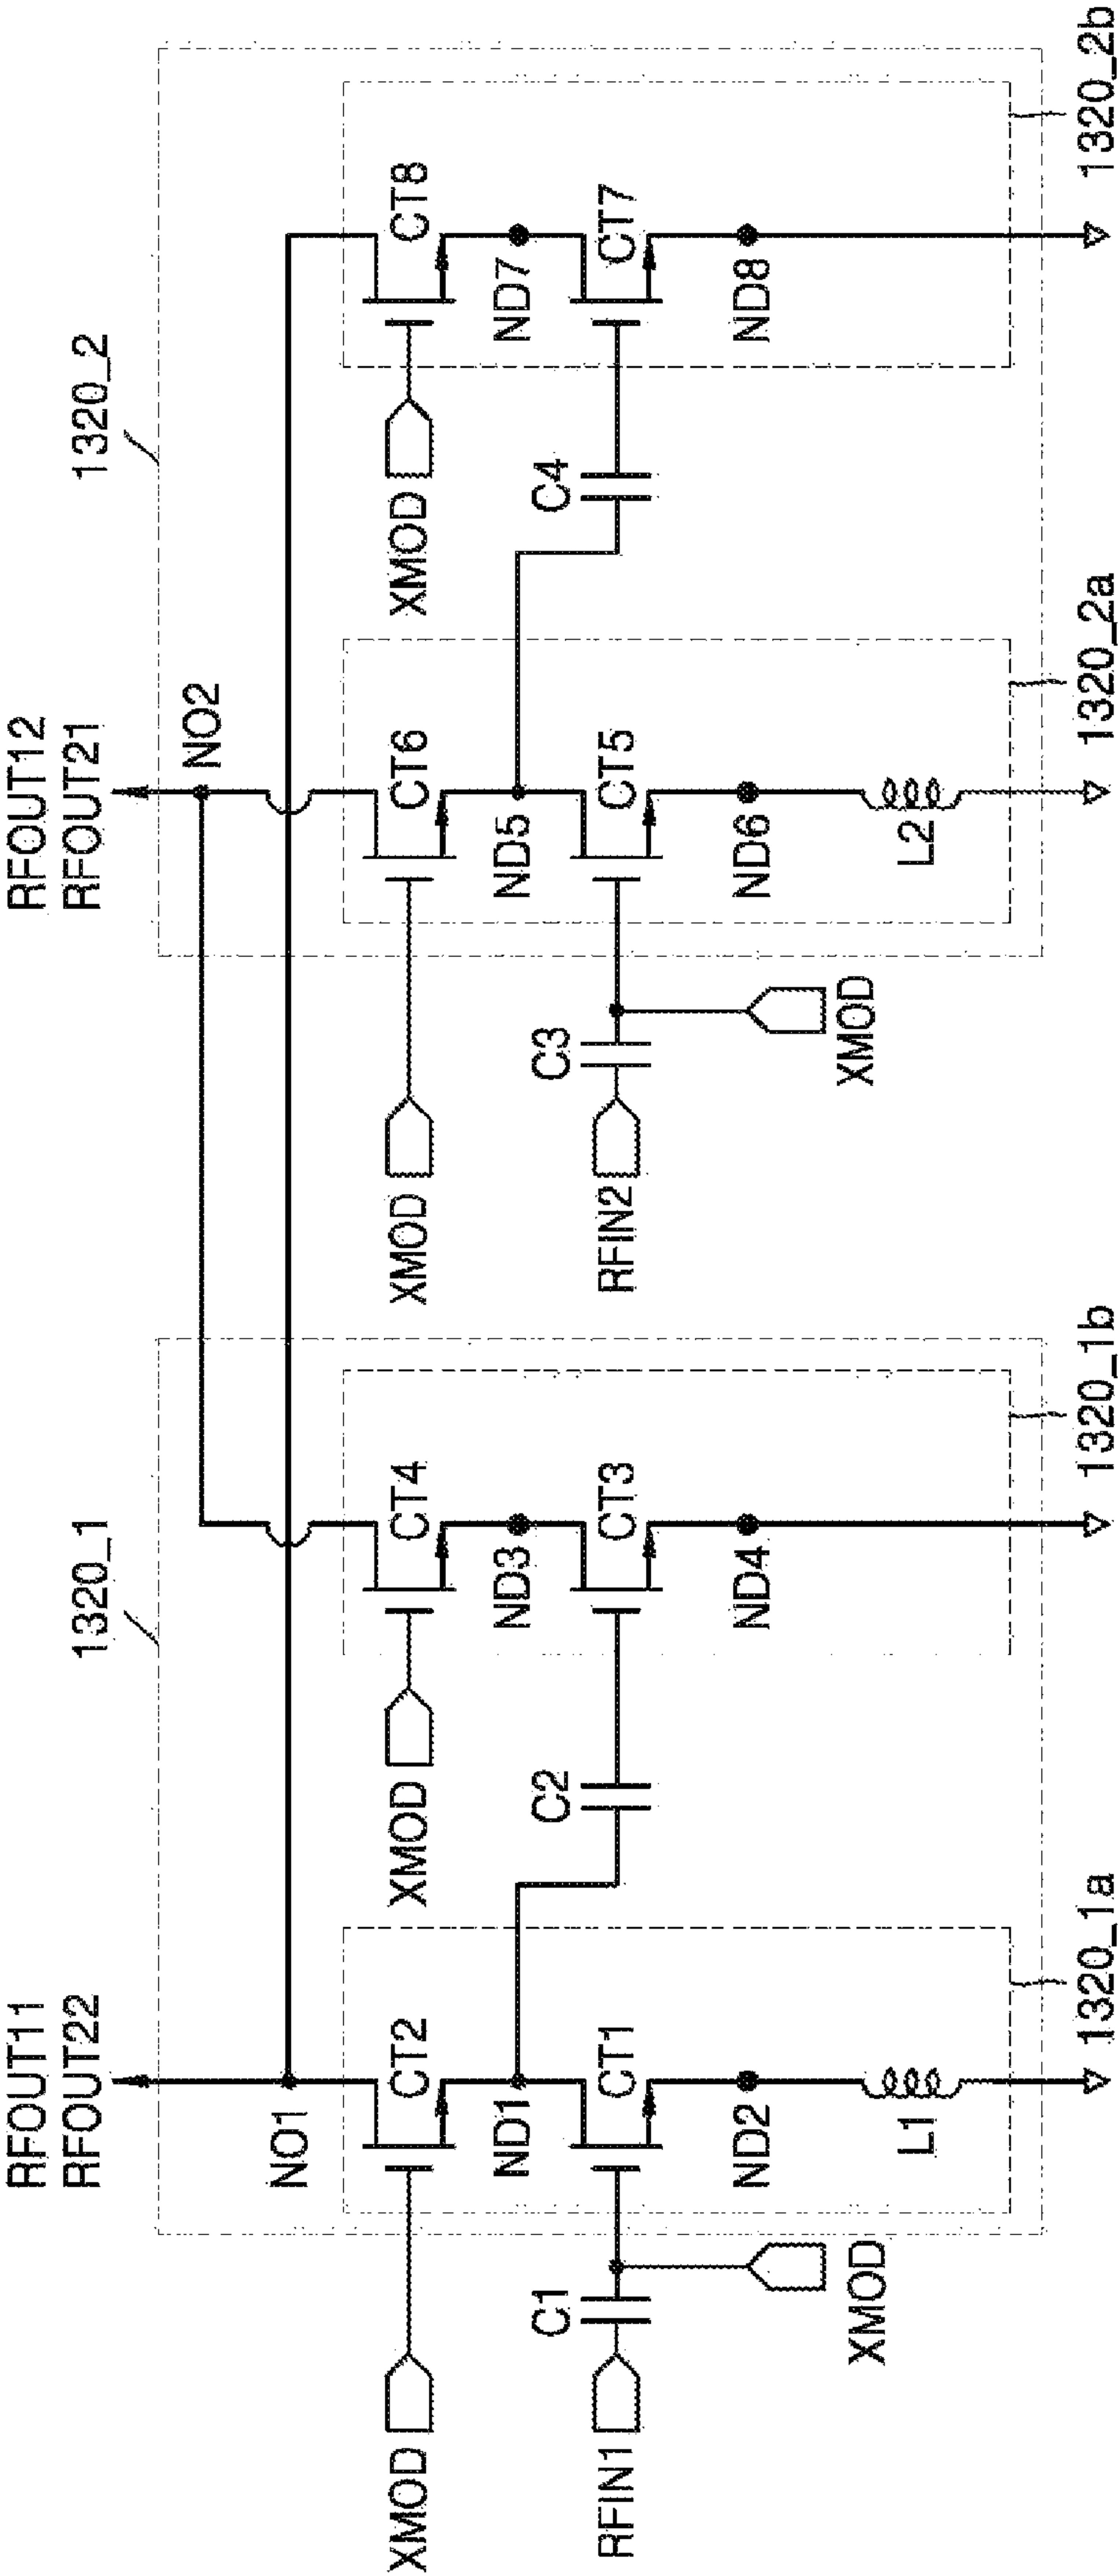 RFOUT11
RFOUT22
RFOUT12
RFOUT21
1320_1
1320_2
NO1
NO2
XMOD
CT2
XMOD
CT4
XMOD
CT6
XMOD
CT8
ND1
ND3
ND5
ND7
RFIN1
C1
CT1
C2
CT3
RFIN2
C3
CT5
C4
CT7
XMOD
ND2
ND4
XMOD
ND6
ND8
L1
L2
1320_1a
1320_1b
1320_2a
1320_2b